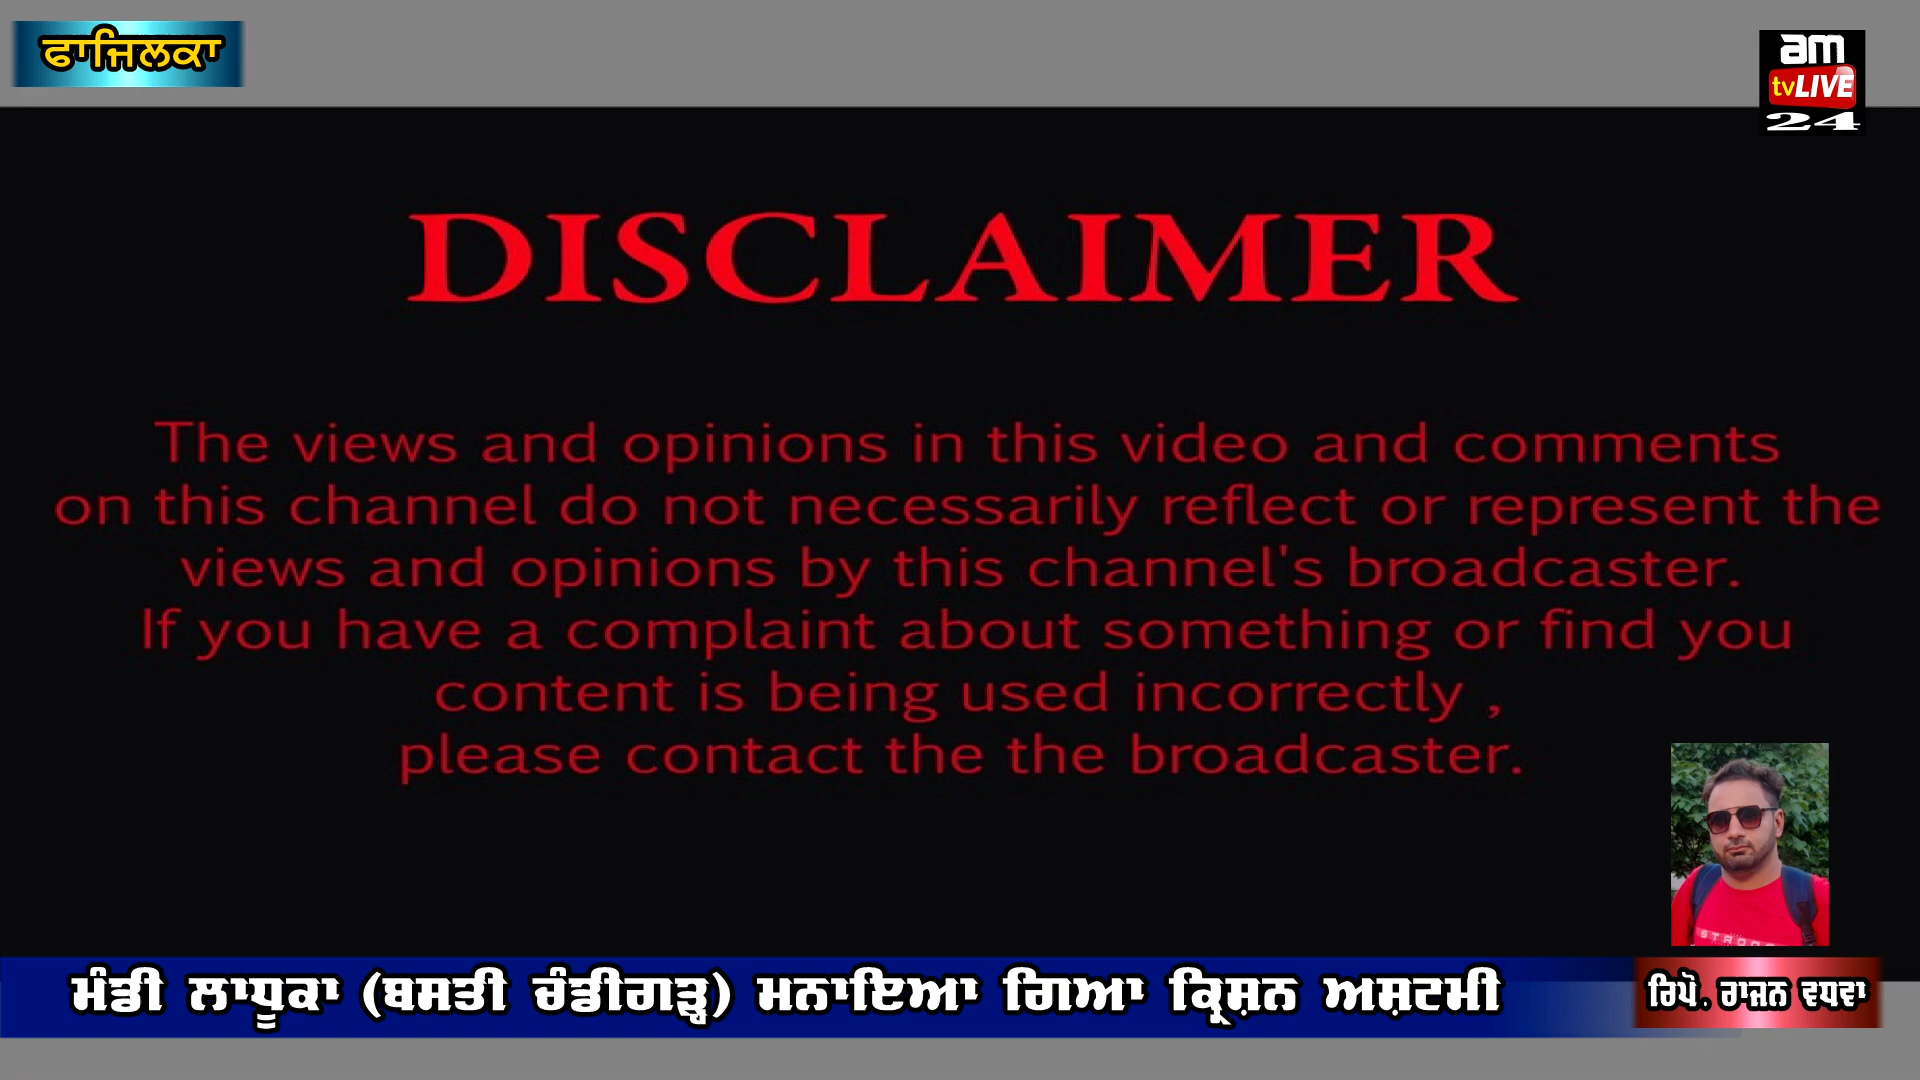 ਫਾਜਿਲਕਾ
am
tvLIVE
24
DISCLAIMER
The views and opinions in this video and comments
on this channel do not necessarily reflect or represent the
views and opinions by this channel's broadcaster.
If you have a complaint about something or find you
content is being used incorrectly ,
please contact the the broadcaster.
STRONG
ਮੰਡੀ ਲਾਧੂਕਾ (ਬਸਤੀ ਚੰਡੀਗੜ੍ਹ) ਮਨਾਇਆ ਗਿਆ ਕ੍ਰਿਸ਼ਨ ਅਸ਼ਟਮੀ
ਰਿਪੋ. ਰਾਜਨ ਵਧਵਾ